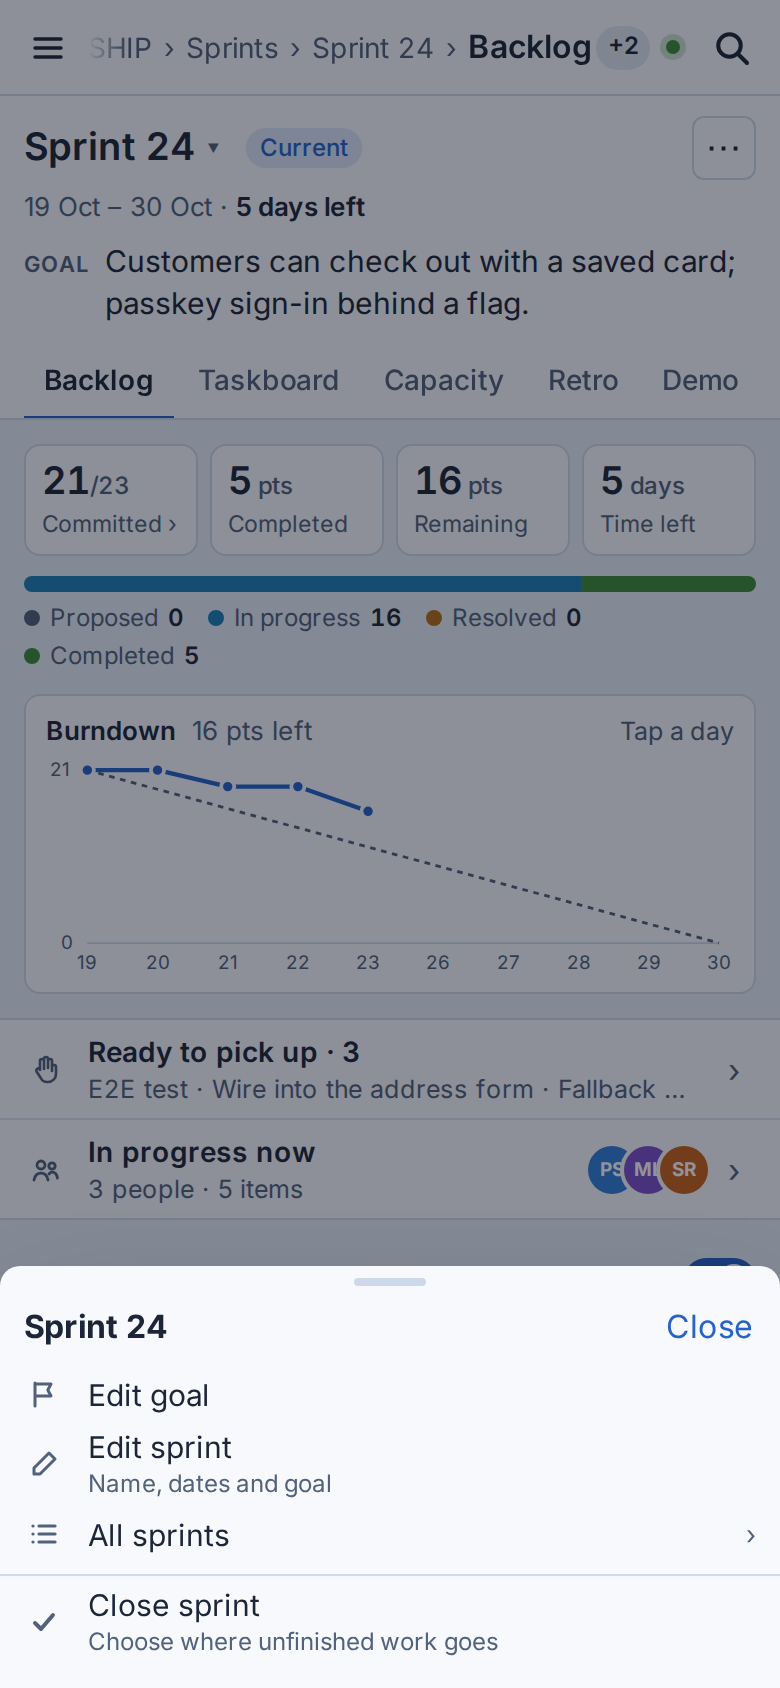 SHIP › Sprints › Sprint 24 › Backlog +2
Sprint 24 ▾ Current ···
19 Oct – 30 Oct · 5 days left
GOAL Customers can check out with a saved card;
passkey sign-in behind a flag.
Backlog Taskboard Capacity Retro Demo
21/23 5 pts 16 pts 5 days
Committed › Completed Remaining Time left
Proposed 0 In progress 16 Resolved 0
Completed 5
Burndown 16 pts left Tap a day
21
0
19 20 21 22 23 26 27 28 29 30
Ready to pick up · 3
E2E test · Wire into the address form · Fallback ... ›
In progress now
3 people · 5 items PS SR ›
Sprint 24 Close
Edit goal
Edit sprint
Name, dates and goal
All sprints ›
Close sprint
Choose where unfinished work goes